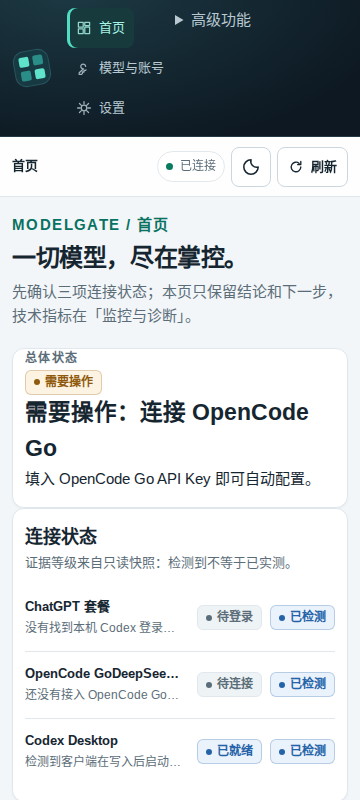 首页
▶ 高级功能
模型与账号
设置
首页
已连接
刷新
MODELGATE / 首页
一切模型，尽在掌控。
先确认三项连接状态；本页只保留结论和下一步，
技术指标在「监控与诊断」。
总体状态
需要操作
需要操作：连接 OpenCode
Go
填入 OpenCode Go API Key 即可自动配置。
连接状态
证据等级来自只读快照：检测到不等于已实测。
ChatGPT 套餐
待登录
已检测
没有找到本机 Codex 登录…
OpenCode GoDeepSee…
待连接
已检测
还没有接入 OpenCode Go…
Codex Desktop
已就绪
已检测
检测到客户端在写入后启动…